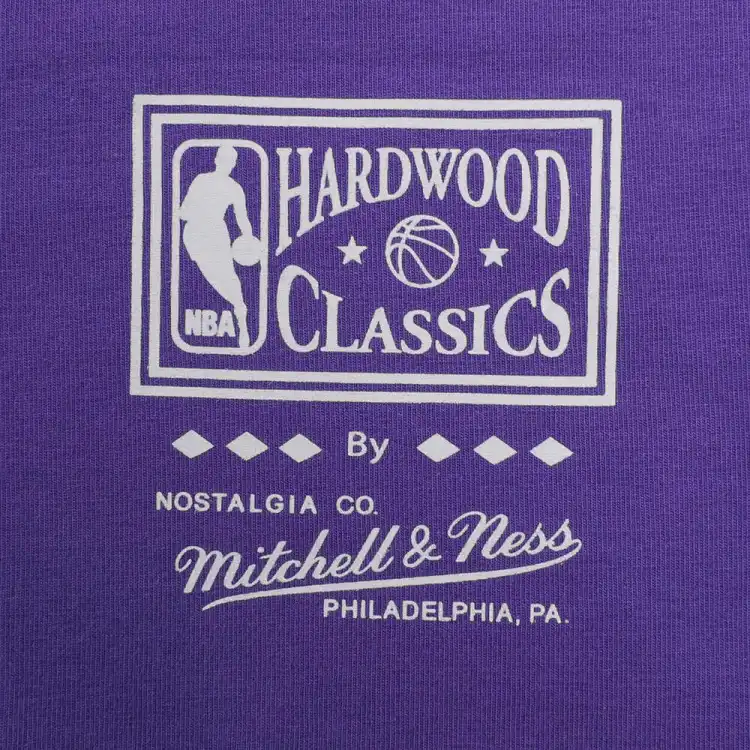 HARDWOOD
CLASSICS
NBA
By
NOSTALGIA CO.
Mitchell & Ness
PHILADELPHIA, PA.